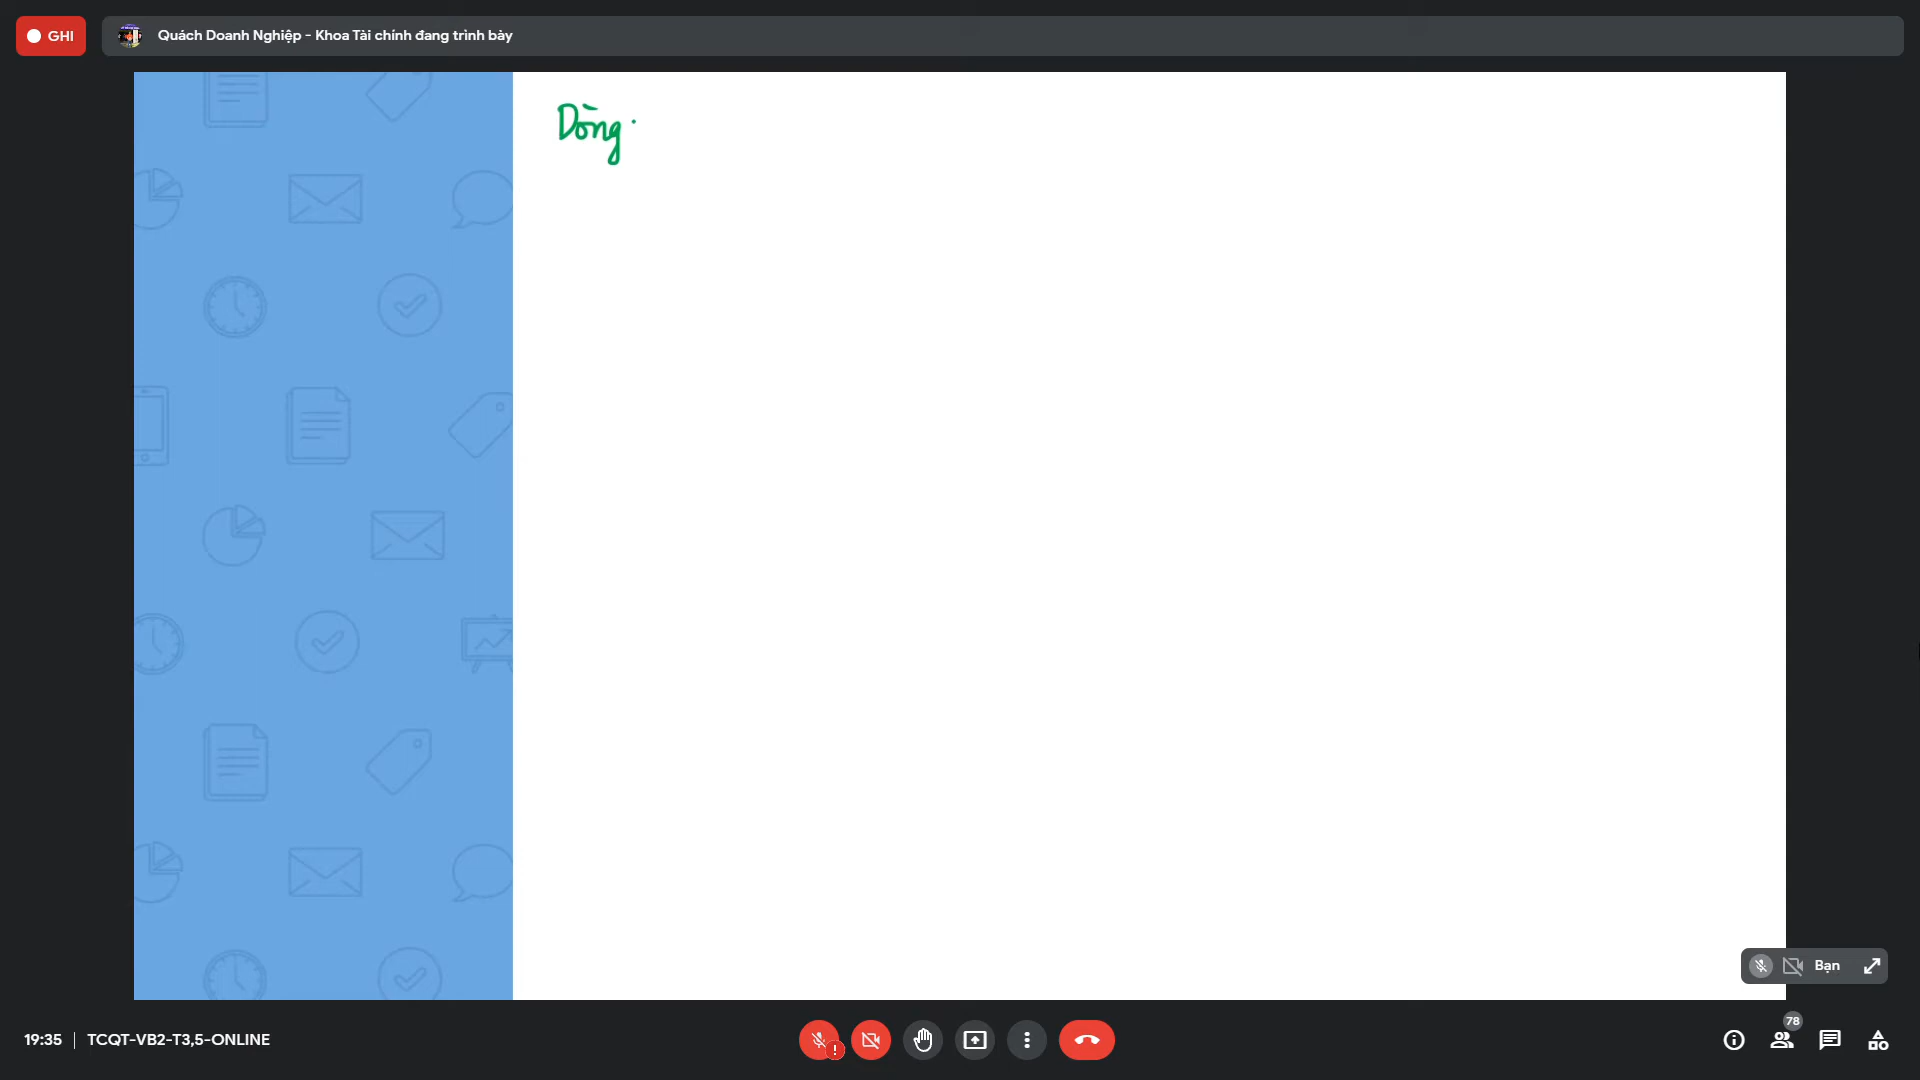 GHI
Quách Doanh Nghiệp - Khoa Tài chính đang trình bày
Dòng
Bạn
19:35 | TCQT-VB2-T3,5-ONLINE
78